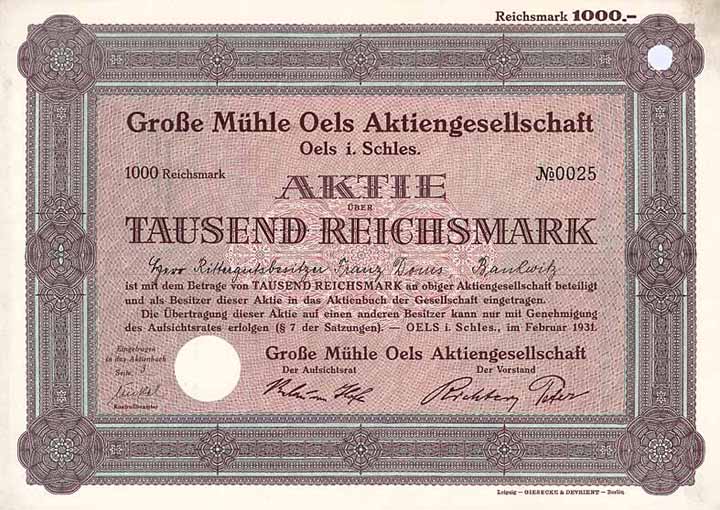 Reichsmark 1000.–
Große Mühle Oels Aktiengesellschaft
Oels i. Schles.
1000 Reichsmark
№0025
AKTIE
ÜBER
TAUSEND REICHSMARK
Herr Rittergutsbesitzer Franz Doms Bankwitz
ist mit dem Betrage von TAUSEND REICHSMARK an obiger Aktiengesellschaft beteiligt
und als Besitzer dieser Aktie in das Aktienbuch der Gesellschaft eingetragen.
Die Übertragung dieser Aktie auf einen anderen Besitzer kann nur mit Genehmigung
des Aufsichtsrates erfolgen (§ 7 der Satzungen). — OELS i. Schles., im Februar 1931.
Eingetragen
in das Aktienbuch
Seite
Kontrollbeamter
Große Mühle Oels Aktiengesellschaft
Der Aufsichtsrat
Der Vorstand
Leipzig — GIESECKE & DEVRIENT — Berlin